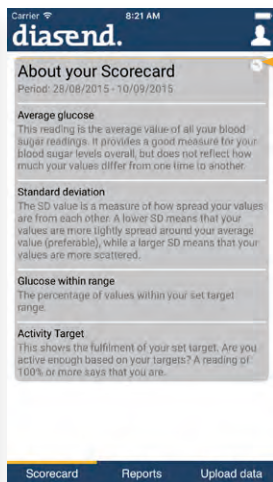 Carrier 8:21 AM
diasend.
About your Scorecard
Period: 28/08/2015 - 10/09/2015
Average glucose
This reading is the average value of all your blood
sugar readings. It provides a good measure for your
blood sugar levels overall, but does not reflect how
much your values differ from one time to another.
Standard deviation
The SD value is a measure of how spread your values
are from each other. A lower SD means that your
values are more tightly spread around your average
value (preferable), while a larger SD means that your
values are more scattered.
Glucose within range
The percentage of values within your set target
range.
Activity Target
This shows the fulfilment of your set target. Are you
active enough based on your targets? A reading of
100% or more says that you are.
Scorecard Reports Upload data